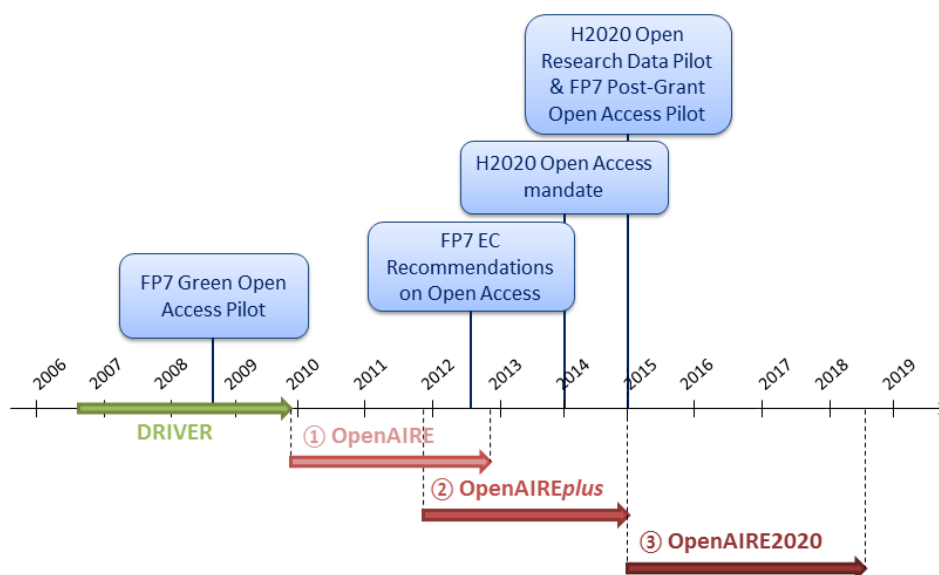 H2020 Open
Research Data Pilot
& FP7 Post-Grant
Open Access Pilot
H2020 Open Access
mandate
FP7 EC
Recommendations
on Open Access
FP7 Green Open
Access Pilot
2006
2007
2008
2009
2010
2011
2012
2013
2014
2015
2016
2017
2018
2019
DRIVER
① OpenAIRE
② OpenAIREplus
③ OpenAIRE2020